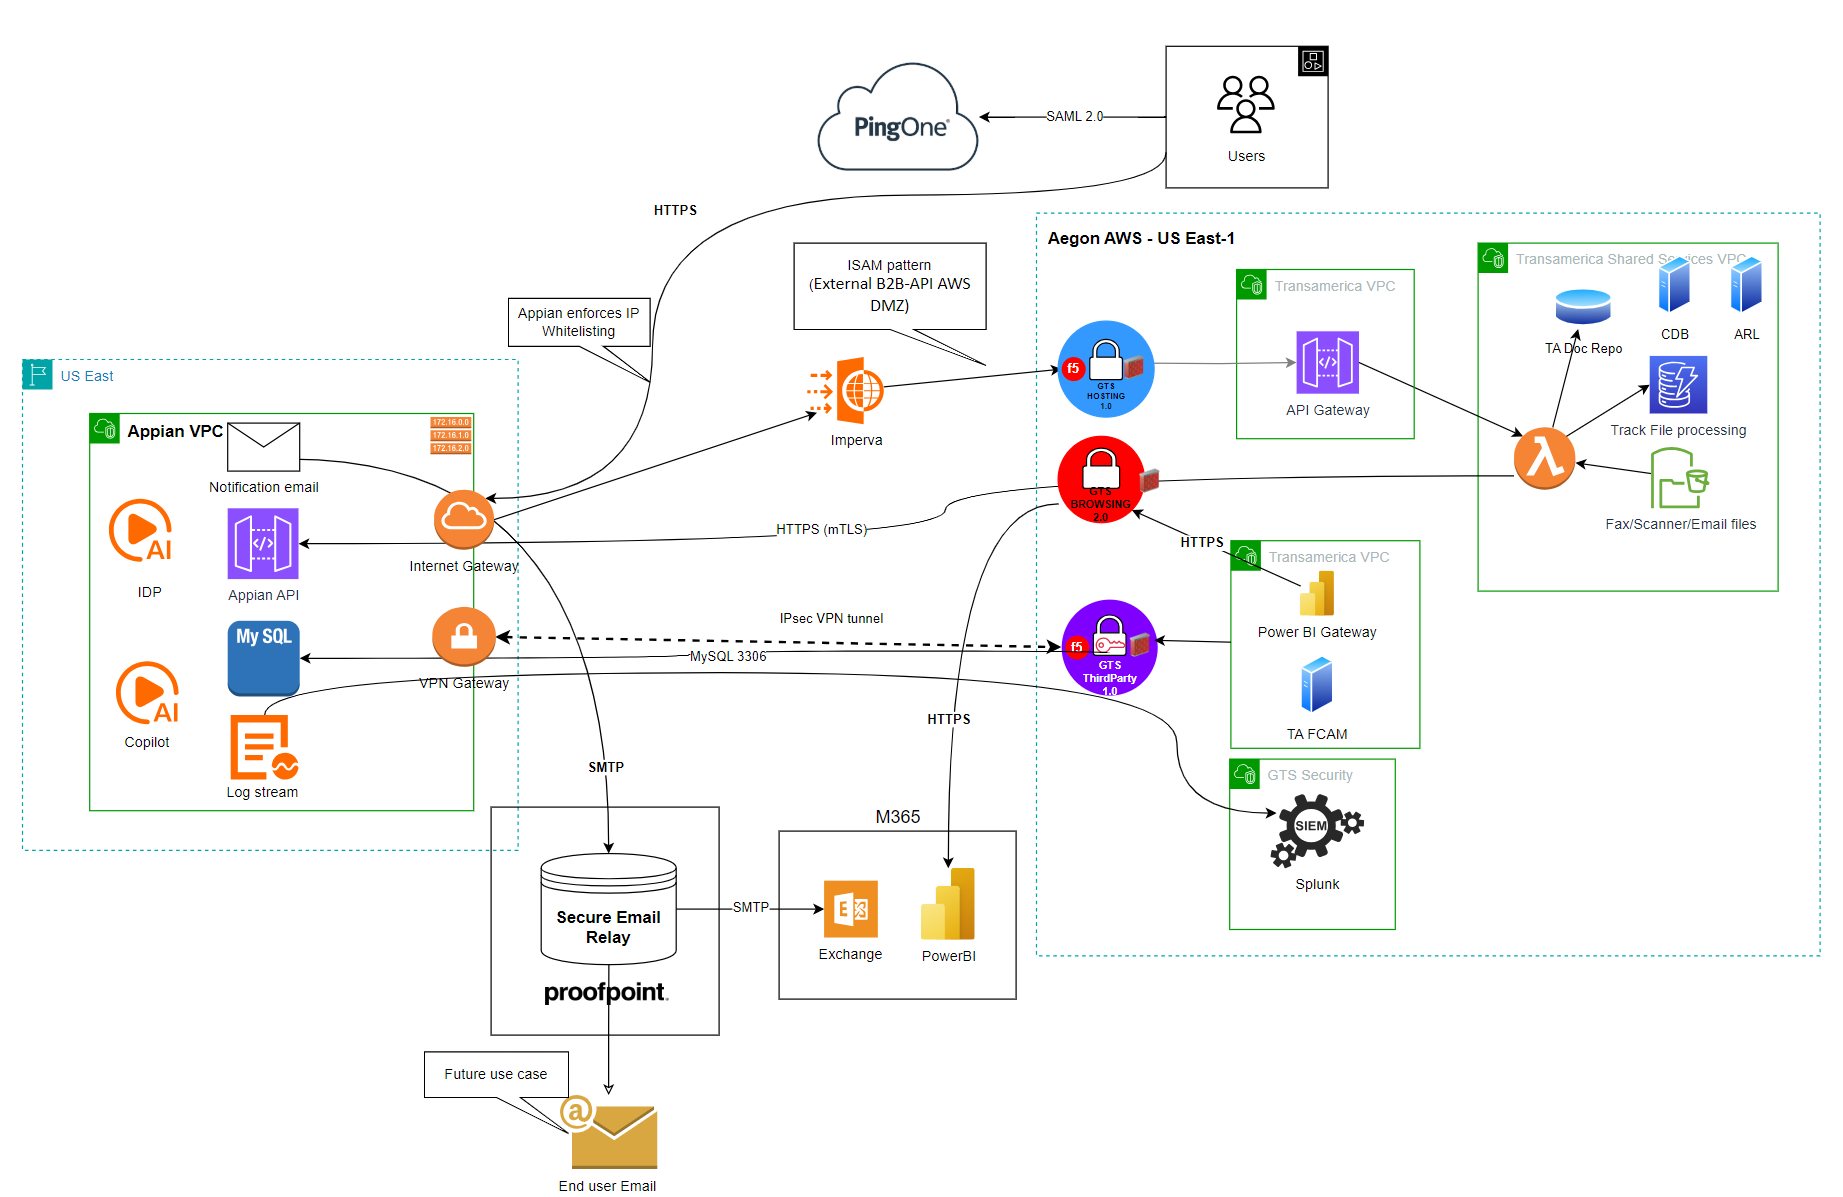 PingOne
SAML 2.0
Users
HTTPS
Aegon AWS - US East-1
ISAM pattern
(External B2B-API AWS
DMZ)
Appian enforces IP
Whitelisting
Transamerica VPC
API Gateway
Transamerica Shared Services VPC
CDB
ARL
TA Doc Repo
Track File processing
Fax/Scanner/Email files
f5
GTS
HOSTING
1.0
Imperva
GTS
BROWSING
2.0
US East
Appian VPC
172.16.0.0
172.16.1.0
172.16.2.0
Notification email
AI
IDP
Appian API
Internet Gateway
HTTPS (mTLS)
HTTPS
Transamerica VPC
Power BI Gateway
TA FCAM
My SQL
VPN Gateway
IPsec VPN tunnel
MySQL 3306
f5
GTS
ThirdParty
1.0
AI
Copilot
Log stream
HTTPS
SMTP
GTS Security
SIEM
Splunk
M365
Secure Email
Relay
proofpoint.
SMTP
E
Exchange
PowerBI
Future use case
@
End user Email